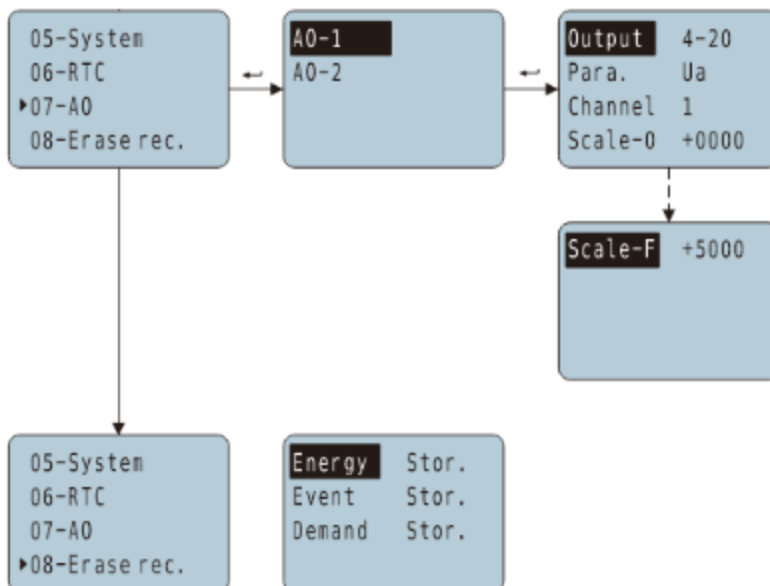 05-System
06-RTC
▸07-AO
08-Erase rec.
AO-1
AO-2
Output 4-20
Para. Ua
Channel 1
Scale-0 +0000
Scale-F +5000
05-System
06-RTC
07-AO
▸08-Erase rec.
Energy Stor.
Event Stor.
Demand Stor.